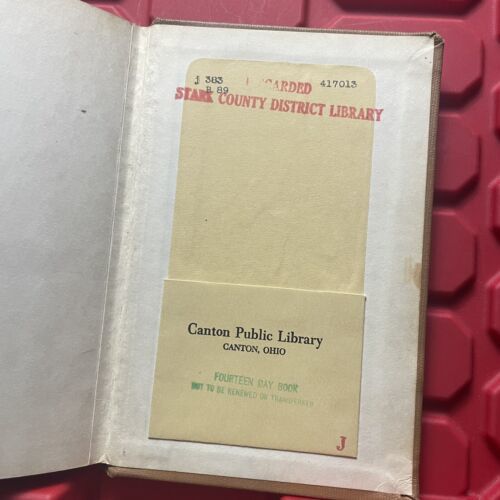 j 383 417013
B 89
STARK COUNTY DISTRICT LIBRARY
Canton Public Library
CANTON, OHIO
FOURTEEN DAY BOOK
NOT TO BE RENEWED OR TRANSFERRED
J